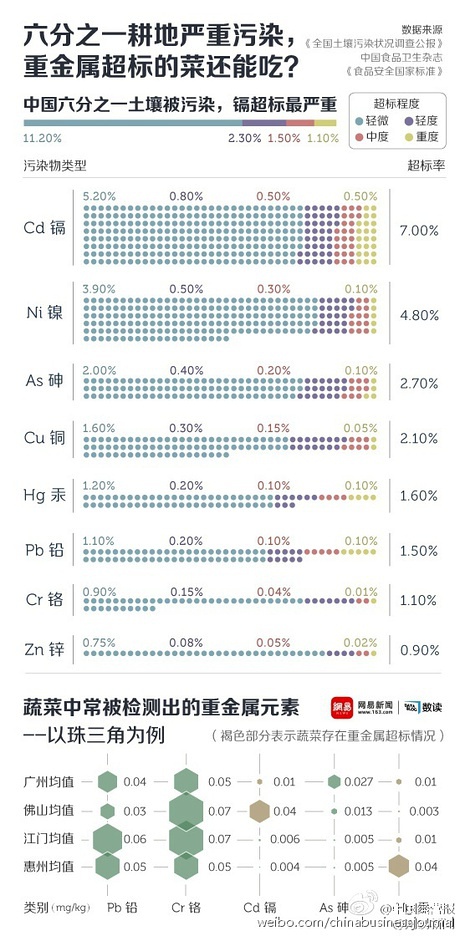 六分之一耕地严重污染，
重金属超标的菜还能吃？
数据来源
《全国土壤污染状况调查公报》
中国食品卫生杂志
《食品安全国家标准》
中国六分之一土壤被污染，镉超标最严重
11.20% 2.30% 1.50% 1.10%
超标程度
轻微 轻度
中度 重度
污染物类型 超标率
5.20% 0.80% 0.50% 0.50%
Cd 镉 7.00%
3.90% 0.50% 0.30% 0.10%
Ni 镍 4.80%
2.00% 0.40% 0.20% 0.10%
As 砷 2.70%
1.60% 0.30% 0.15% 0.05%
Cu 铜 2.10%
1.20% 0.20% 0.10% 0.10%
Hg 汞 1.60%
1.10% 0.20% 0.10% 0.10%
Pb 铅 1.50%
0.90% 0.15% 0.04% 0.01%
Cr 铬 1.10%
0.75% 0.08% 0.05% 0.02%
Zn 锌 0.90%
蔬菜中常被检测出的重金属元素
——以珠三角为例
網易 网易新闻 www.163.com 数读
（褐色部分表示蔬菜存在重金属超标情况）
广州均值 0.04 0.05 0.01 0.027 0.01
佛山均值 0.03 0.07 0.04 0.013 0.003
江门均值 0.06 0.07 0.006 0.005 0.01
惠州均值 0.05 0.05 0.004 0.005 0.04
类别(mg/kg) Pb 铅 Cr 铬 Cd 镉 As 砷
weibo.com/chinabusinessjournal